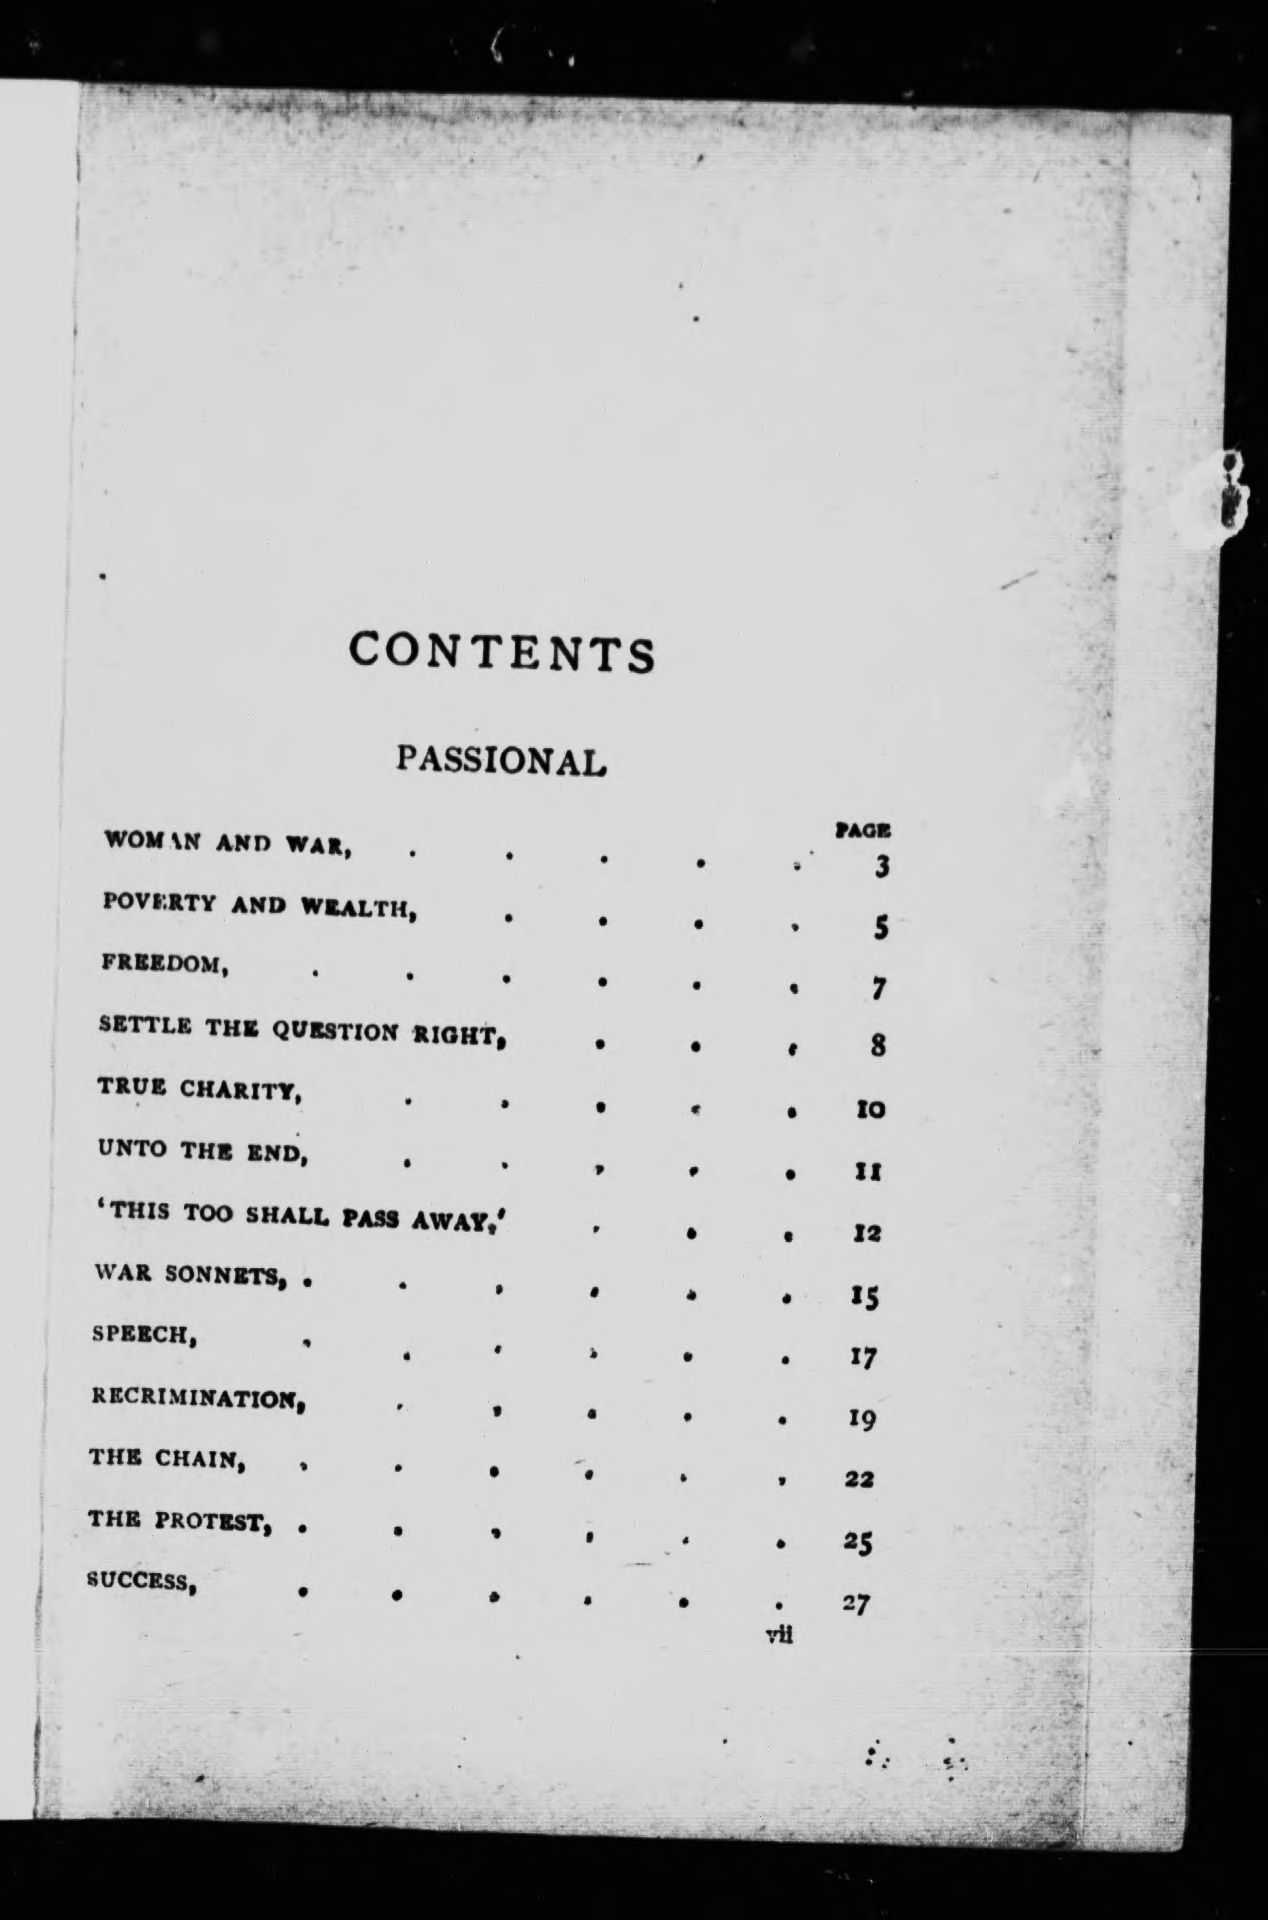 CONTENTS
PASSIONAL
PAGE
WOMAN AND WAR, . . . . . 3
POVERTY AND WEALTH, . . . . 5
FREEDOM, . . . . . . 7
SETTLE THE QUESTION RIGHT, . . . 8
TRUE CHARITY, . . . . . 10
UNTO THE END, . . . . . 11
‘THIS TOO SHALL PASS AWAY,’ . . . 12
WAR SONNETS, . . . . . . 15
SPEECH, . . . . . . 17
RECRIMINATION, . . . . . 19
THE CHAIN, . . . . . . 22
THE PROTEST, . . . . . . 25
SUCCESS, . . . . . . 27
vii